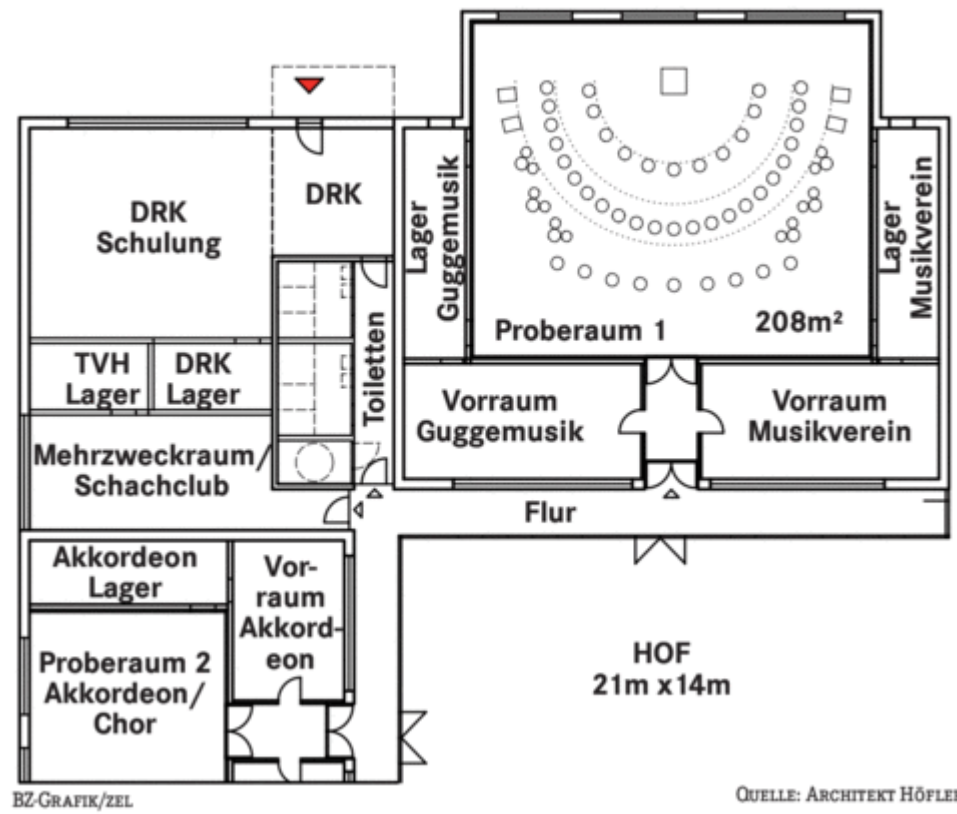 DRK
Schulung
DRK
Lager
Guggemusik
Proberaum 1
208m²
Lager
Musikverein
TVH
Lager
DRK
Lager
Toiletten
Vorraum
Guggemusik
Vorraum
Musikverein
Mehrzweckraum/
Schachclub
Flur
Akkordeon
Lager
Vor-
raum
Akkord-
eon
Proberaum 2
Akkordeon/
Chor
HOF
21m x 14m
BZ-GRAFIK/ZEL
QUELLE: ARCHITEKT HÖFLER